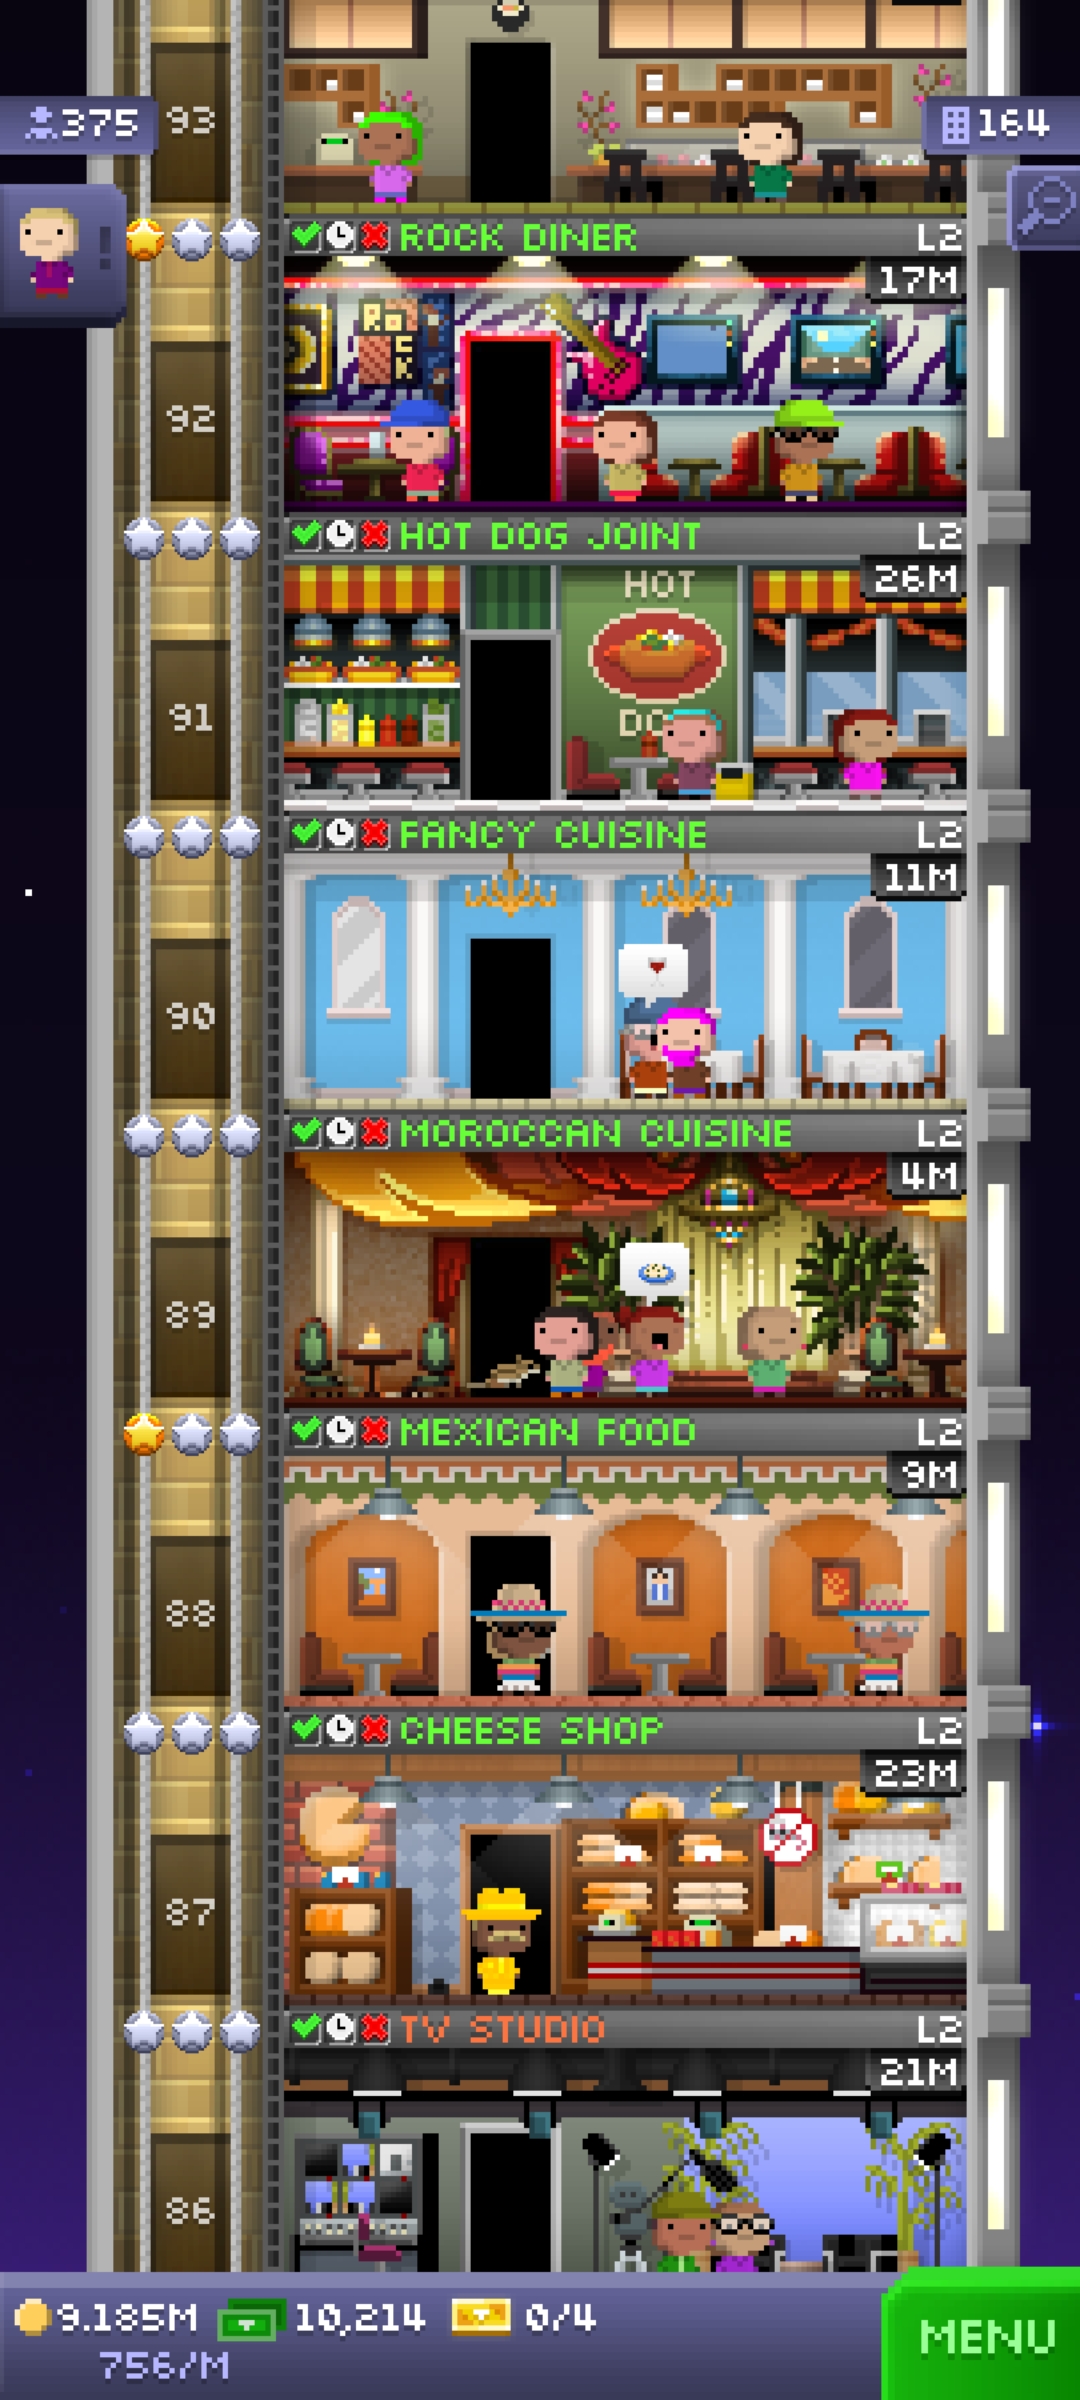 93
375
164
!
ROCK DINER L2
17M
ROCK
92
HOT DOG JOINT L2
26M
HOT
91
DO
FANCY CUISINE L2
11M
90
MOROCCAN CUISINE L2
4M
89
MEXICAN FOOD L2
9M
88
CHEESE SHOP L2
23M
87
TV STUDIO L2
21M
86
9.185M 10,214 0/4
756/M
MENU